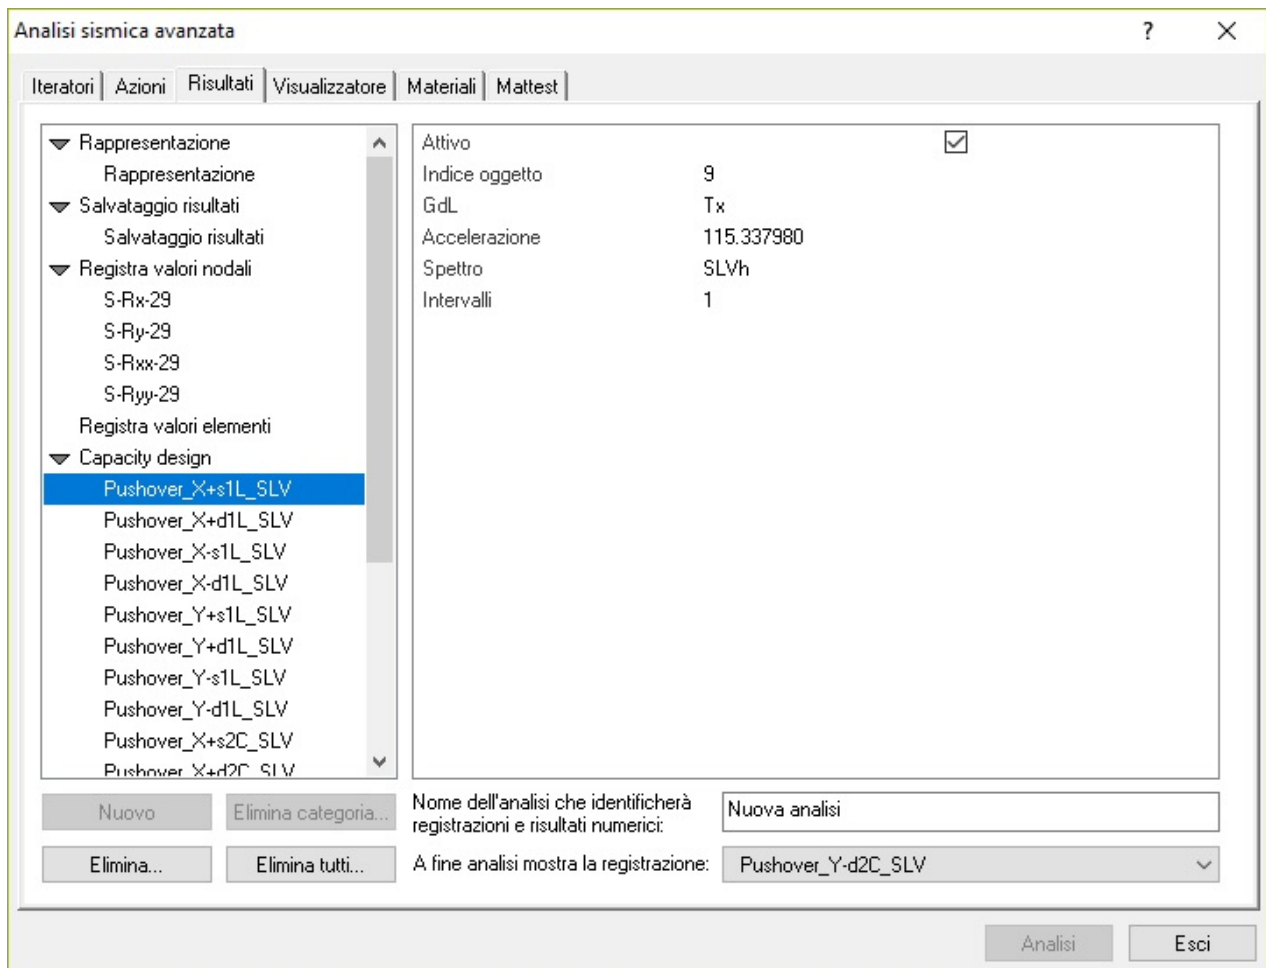 Analisi sismica avanzata
?
Iteratori Azioni Risultati Visualizzatore Materiali Mattest
Rappresentazione
Rappresentazione
Salvataggio risultati
Salvataggio risultati
Registra valori nodali
S-Rx-29
S-Ry-29
S-Rxx-29
S-Ryy-29
Registra valori elementi
Capacity design
Pushover_X+s1L_SLV
Pushover_X+d1L_SLV
Pushover_X-s1L_SLV
Pushover_X-d1L_SLV
Pushover_Y+s1L_SLV
Pushover_Y+d1L_SLV
Pushover_Y-s1L_SLV
Pushover_Y-d1L_SLV
Pushover_X+s2C_SLV
Pushover_X+d2C_SLV
Attivo
Indice oggetto 9
GdL Tx
Accelerazione 115.337980
Spettro SLVh
Intervalli 1
Nuovo Elimina categoria...
Elimina... Elimina tutti...
Nome dell'analisi che identificherà
registrazioni e risultati numerici:
Nuova analisi
A fine analisi mostra la registrazione: Pushover_Y-d2C_SLV
Analisi Esci